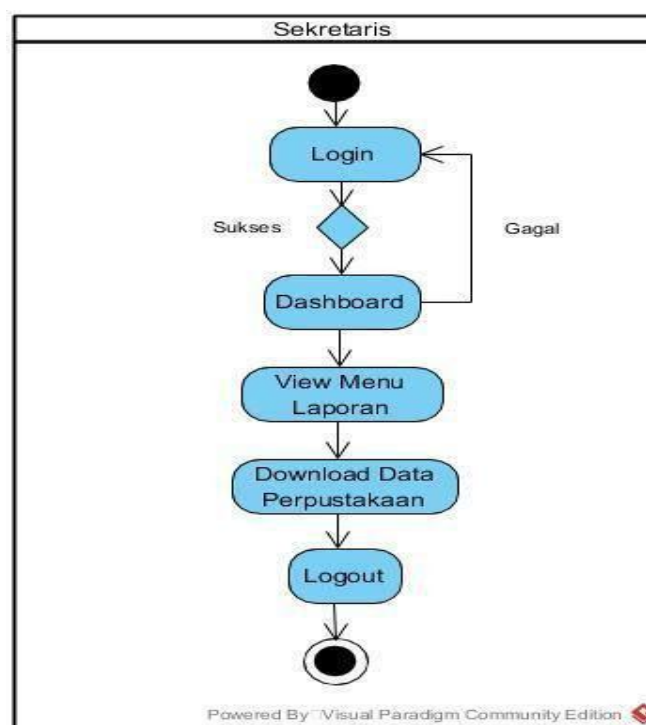 Sekretaris
Login
Sukses
Gagal
Dashboard
View Menu
Laporan
Download Data
Perpustakaan
Logout
Powered By Visual Paradigm Community Edition